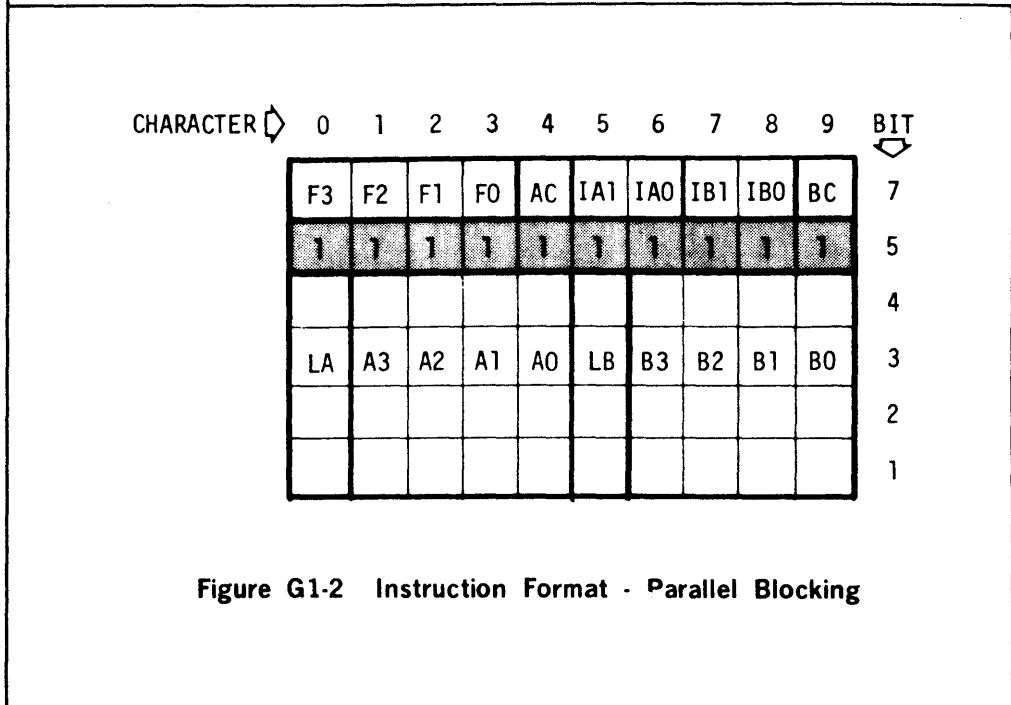 CHARACTER 0 1 2 3 4 5 6 7 8 9 BIT
F3 F2 F1 F0 AC IA1 IA0 IB1 IB0 BC 7
1 1 1 1 1 1 1 1 1 1 5
4
LA A3 A2 A1 A0 LB B3 B2 B1 B0 3
2
1
Figure G1-2 Instruction Format - Parallel Blocking